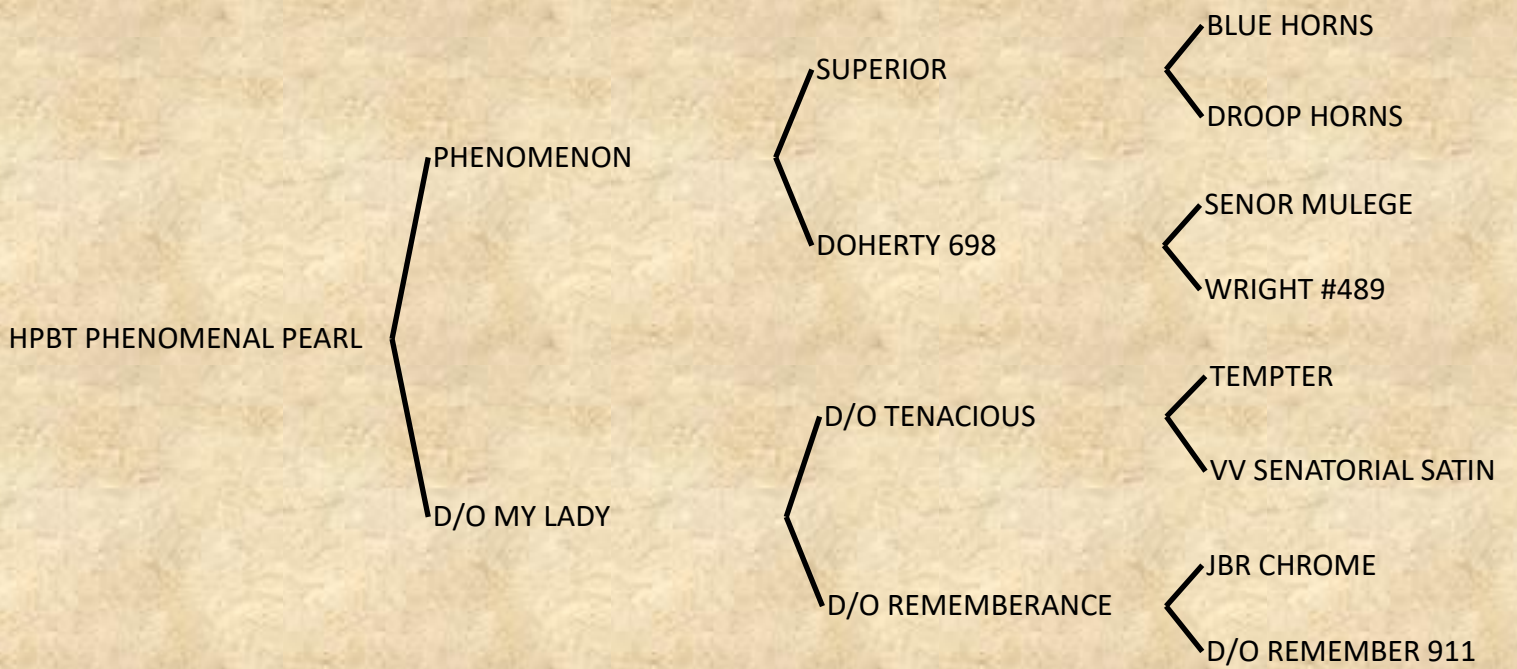 BLUE HORNS
SUPERIOR
DROOP HORNS
PHENOMENON
SENOR MULEGE
DOHERTY 698
WRIGHT #489
HPBT PHENOMENAL PEARL
TEMPTER
D/O TENACIOUS
VV SENATORIAL SATIN
D/O MY LADY
JBR CHROME
D/O REMEMBERANCE
D/O REMEMBER 911